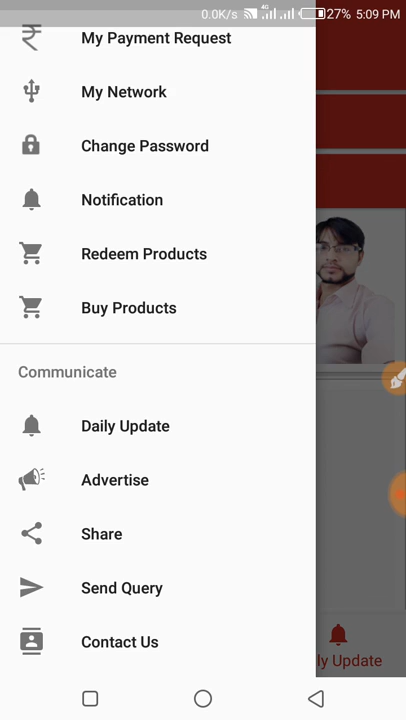 0.0K/s 4G 27% 5:09 PM
My Payment Request
My Network
Change Password
Notification
Redeem Products
Buy Products
Communicate
Daily Update
Advertise
Share
Send Query
Contact Us
ly Update